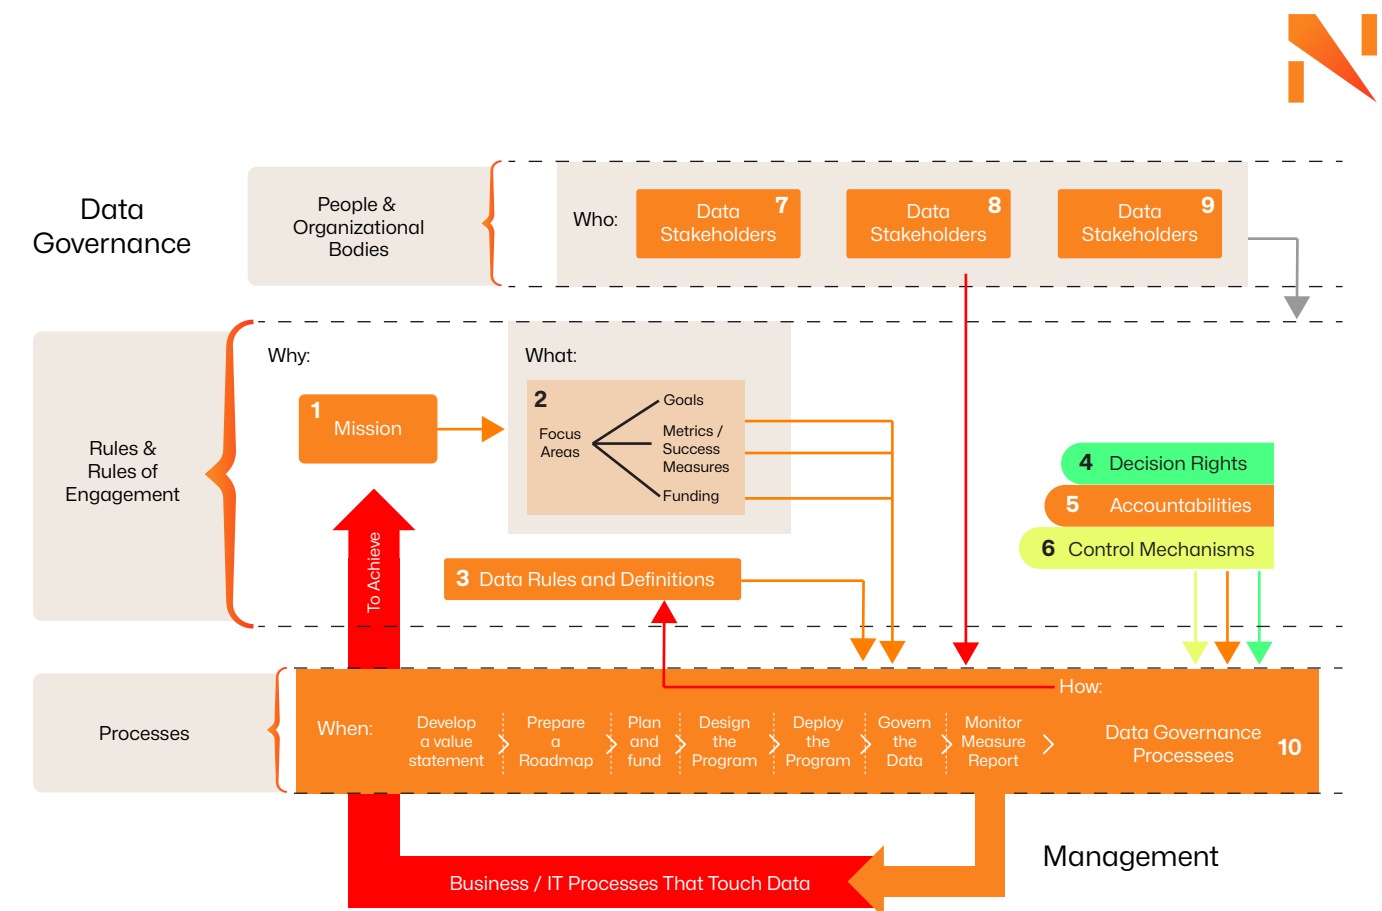 Data
Governance
People &
Organizational
Bodies
Who:
Data
Stakeholders
7
Data
Stakeholders
8
Data
Stakeholders
9
Rules &
Rules of
Engagement
Why:
1
Mission
What:
2
Focus
Areas
Goals
Metrics /
Success
Measures
Funding
3 Data Rules and Definitions
4 Decision Rights
5 Accountabilities
6 Control Mechanisms
To Achieve
Processes
When:
Develop
a value
statement
Prepare
a
Roadmap
Plan
and
fund
Design
the
Program
Deploy
the
Program
Govern
the
Data
Monitor
Measure
Report
How:
Data Governance
Processees
10
Management
Business / IT Processes That Touch Data